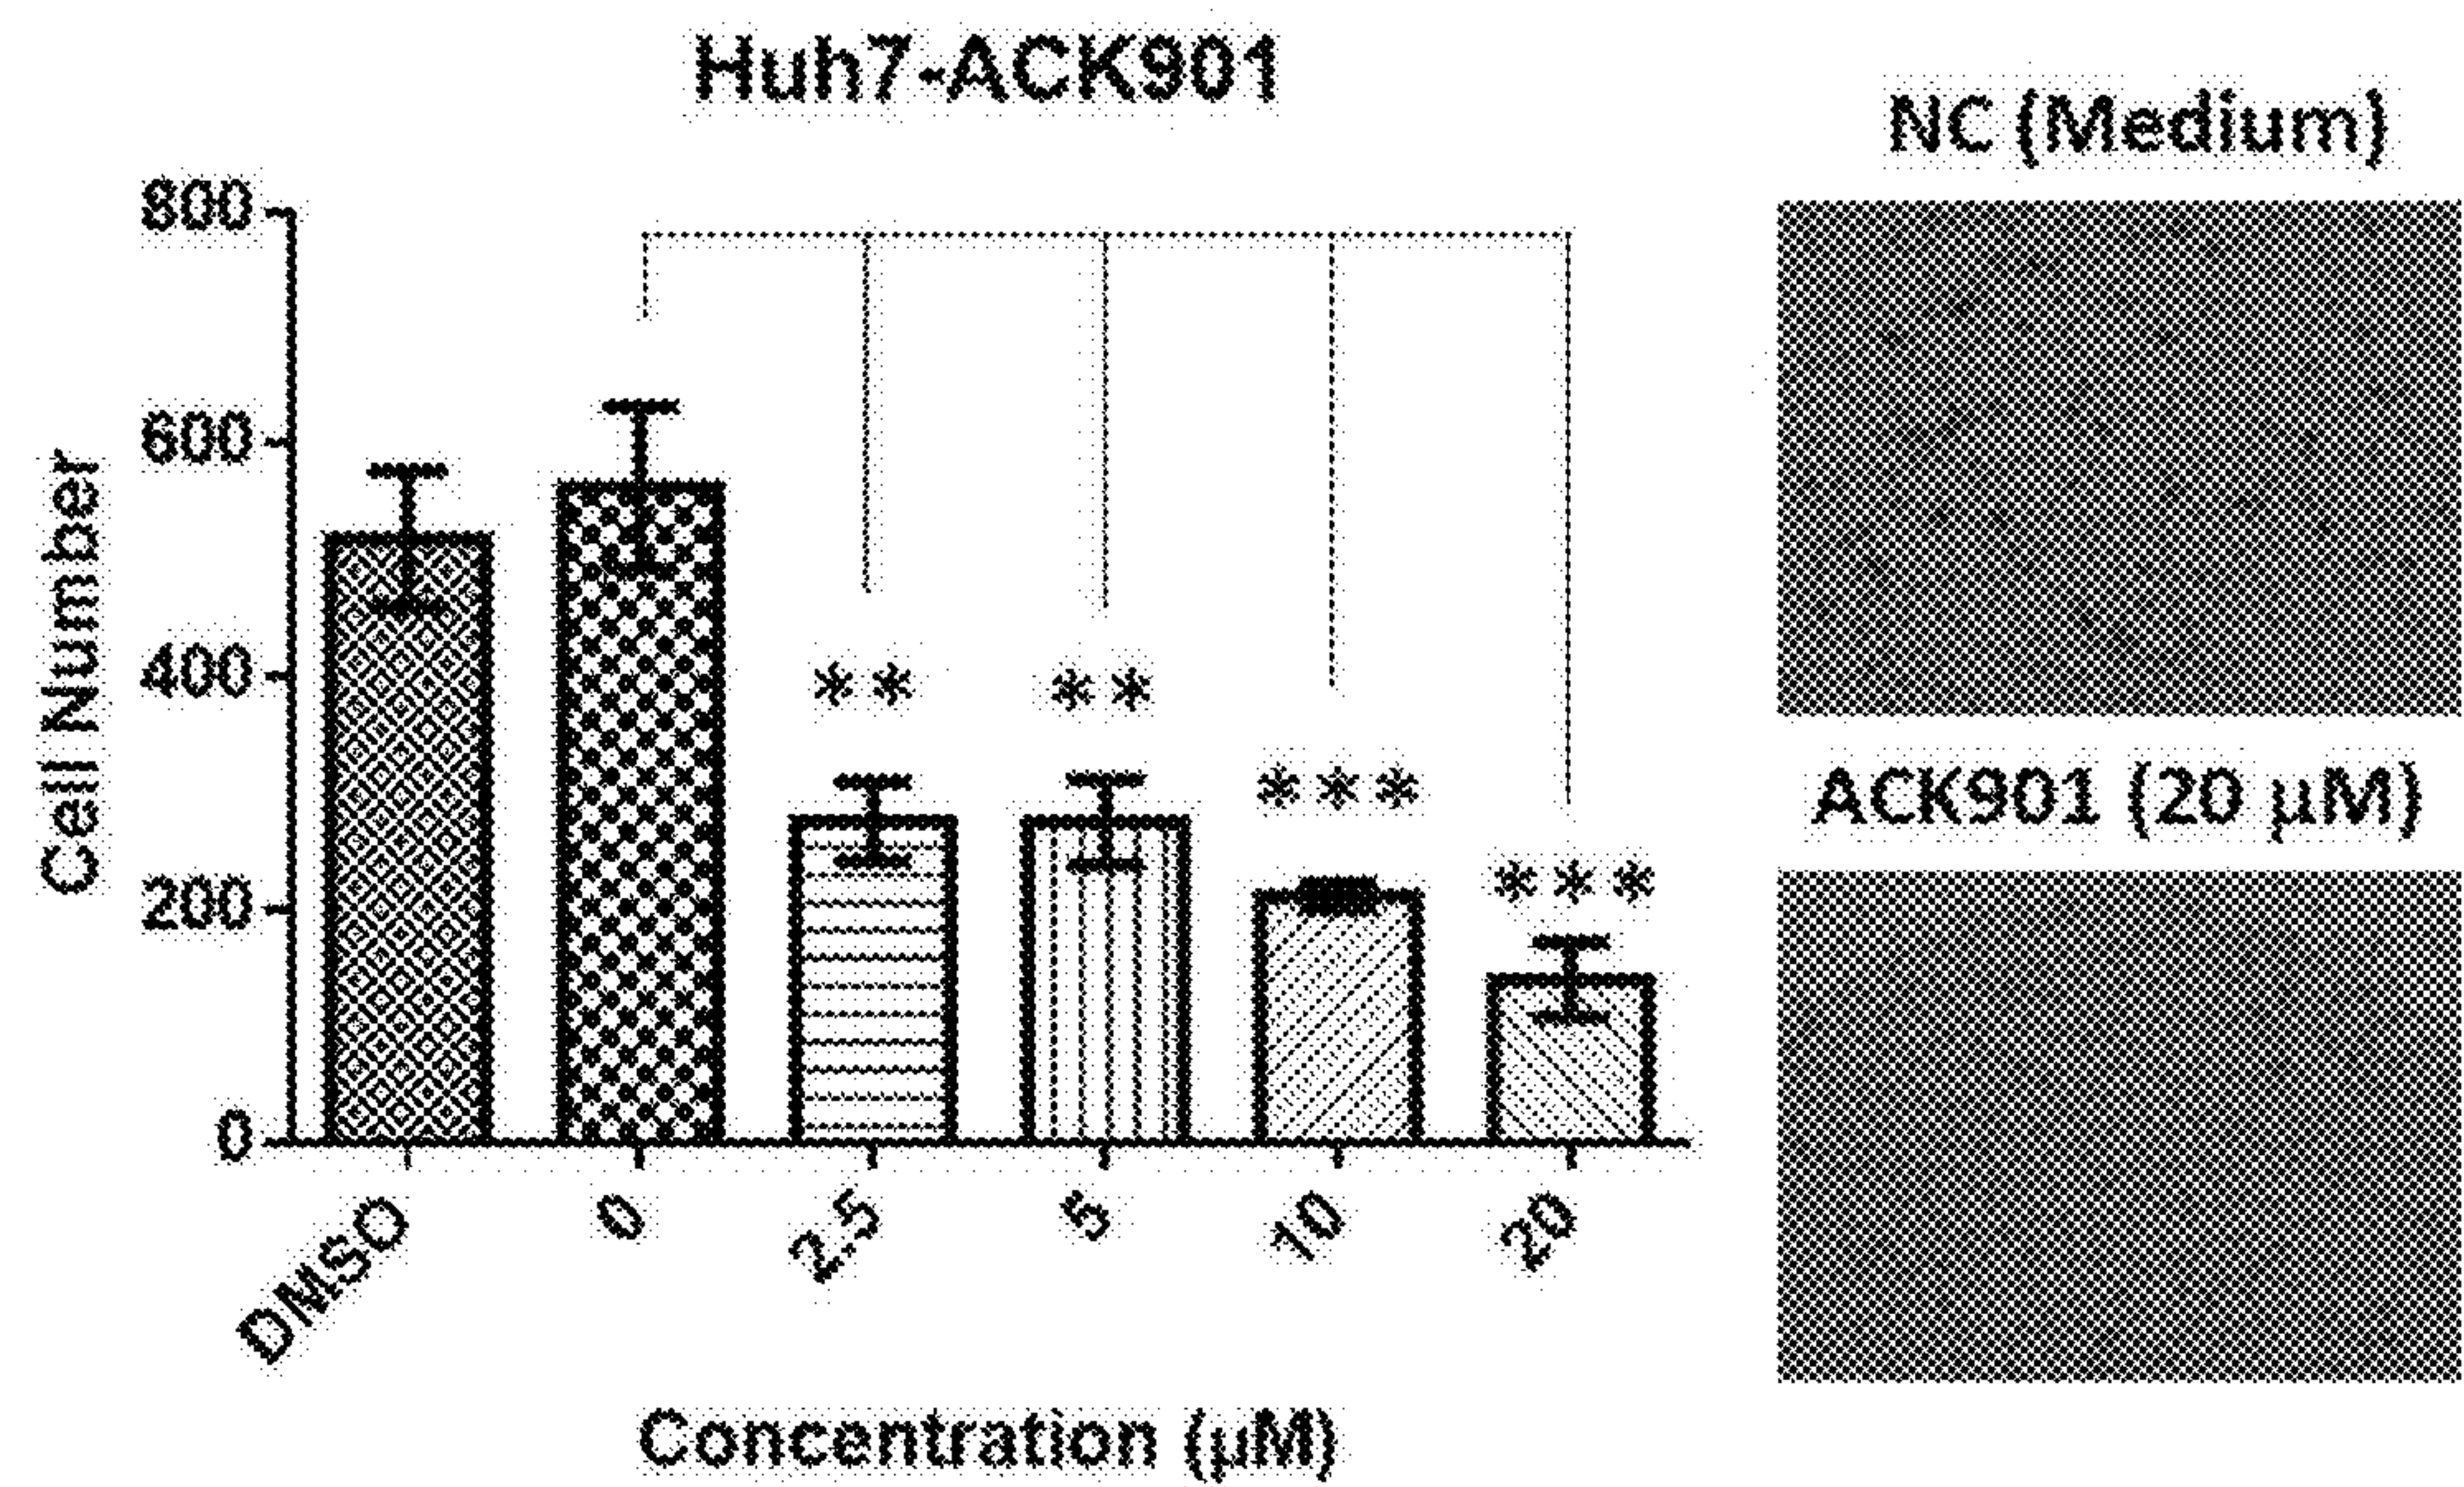 Huh7-ACK901
NC (Medium)
800
600
400
200
0
Cell Number
** ** *** ***
DMSO 0 2.5 5 10 20
Concentration (µM)
ACK901 (20 µM)